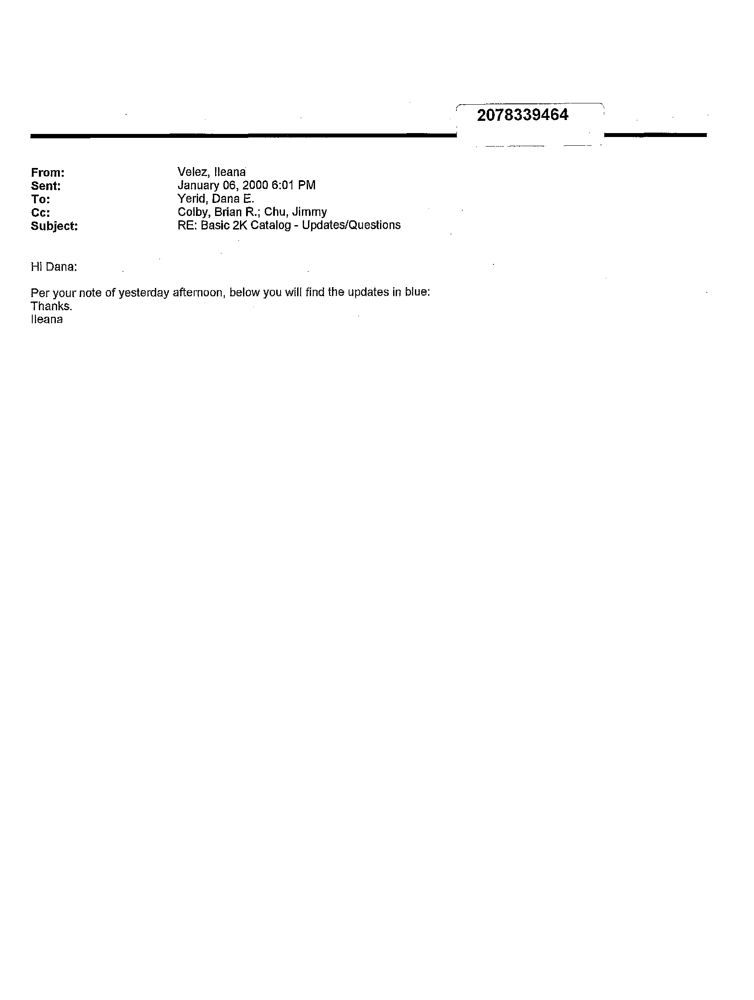 2078339464
From: Velez, Ileana
Sent: January 06, 2000 6:01 PM
To: Yerid, Dana E.
Cc: Colby, Brian R.; Chu, Jimmy
Subject: RE: Basic 2K Catalog - Updates/Questions
Hi Dana:
Per your note of yesterday afternoon, below you will find the updates in blue:
Thanks.
Ileana